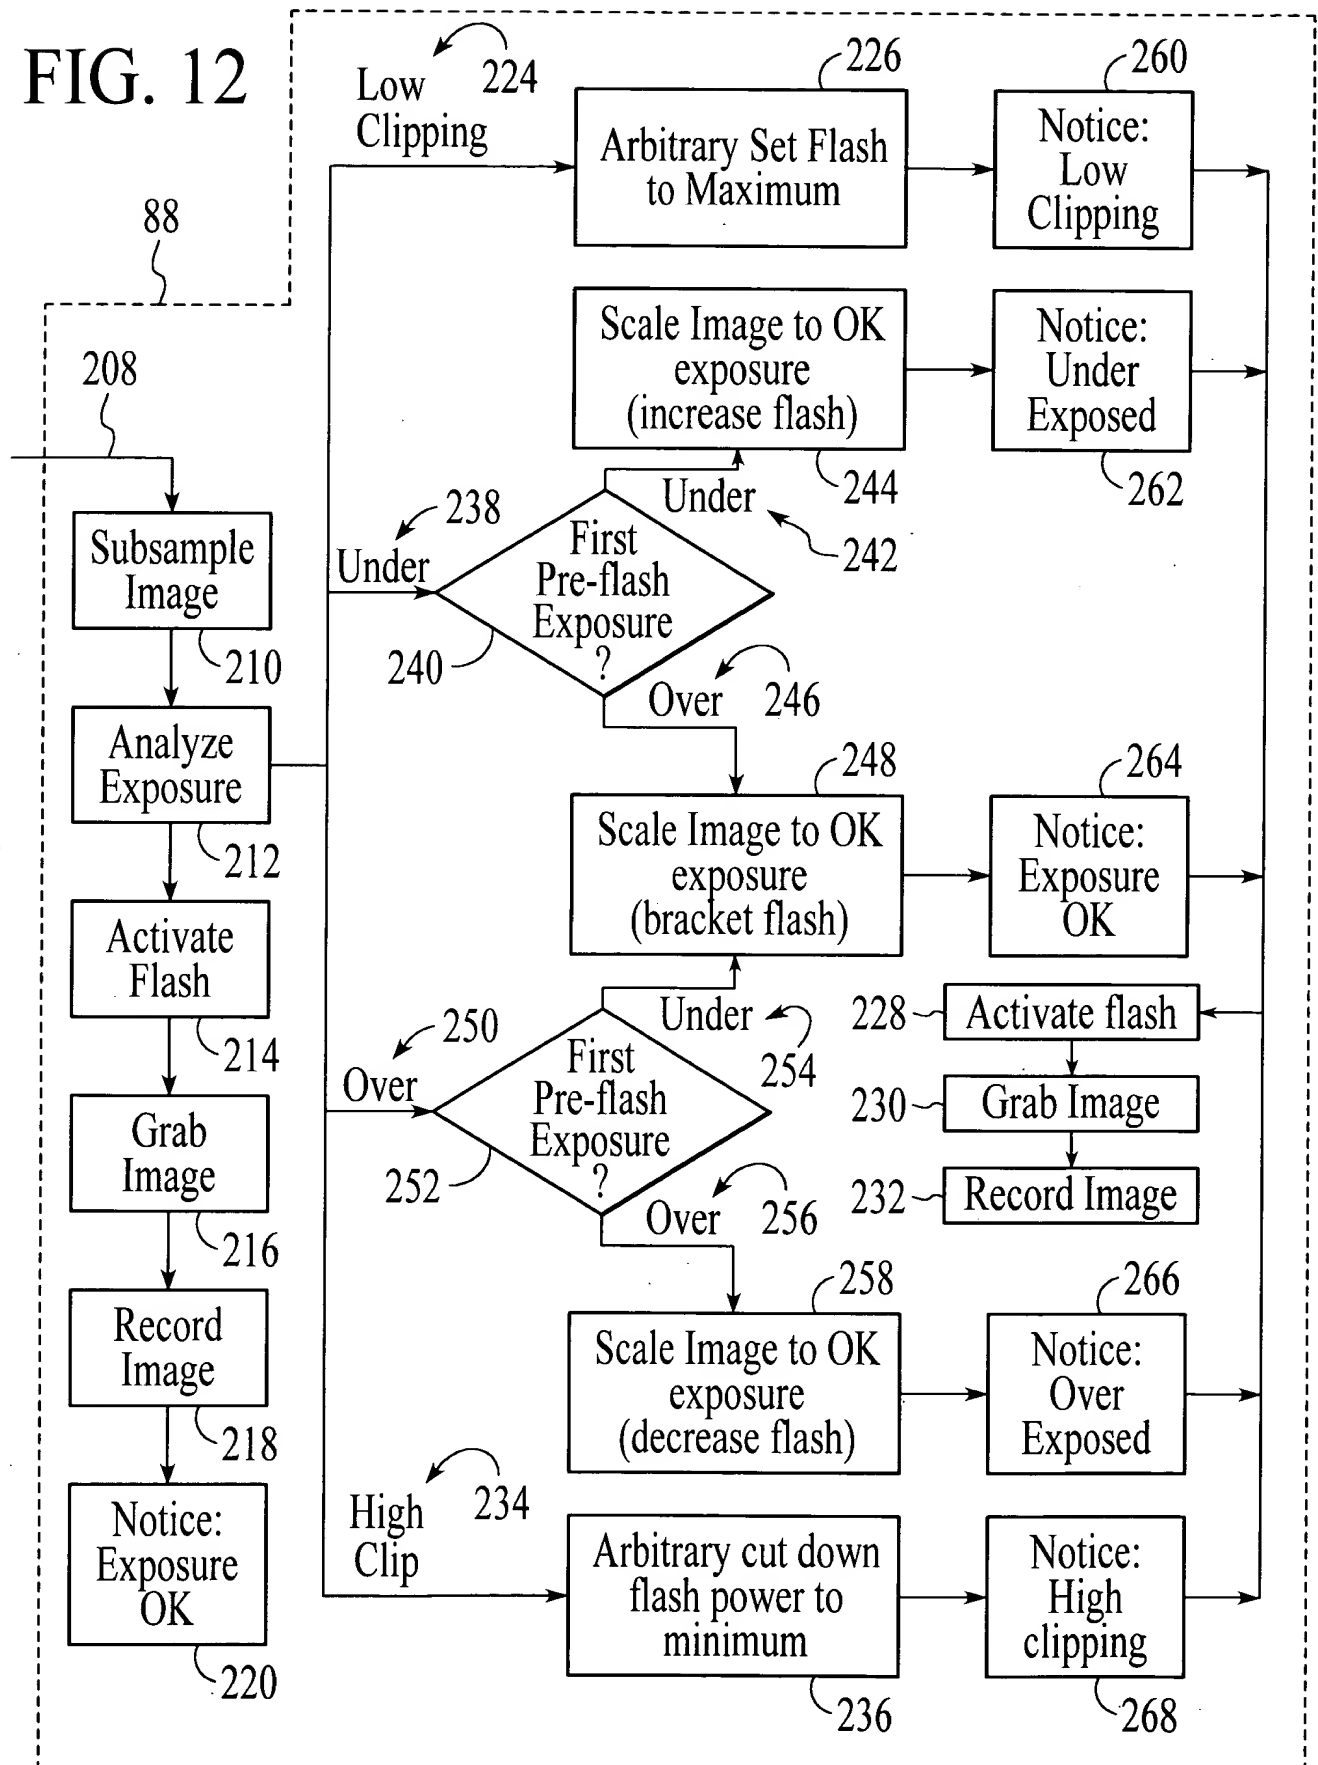 FIG. 12
88
208
Subsample
Image
210
Analyze
Exposure
212
Activate
Flash
214
Grab
Image
216
Record
Image
218
Notice:
Exposure
OK
220
Low
Clipping
224
Arbitrary Set Flash
to Maximum
226
Notice:
Low
Clipping
260
Scale Image to OK
exposure
(increase flash)
244
Notice:
Under
Exposed
262
Under
238
First
Pre-flash
Exposure
?
240
Under
242
Over
246
Scale Image to OK
exposure
(bracket flash)
248
Notice:
Exposure
OK
264
Over
250
First
Pre-flash
Exposure
?
252
Under
254
Over
256
228
Activate flash
230
Grab Image
232
Record Image
Scale Image to OK
exposure
(decrease flash)
258
Notice:
Over
Exposed
266
High
Clip
234
Arbitrary cut down
flash power to
minimum
236
Notice:
High
clipping
268